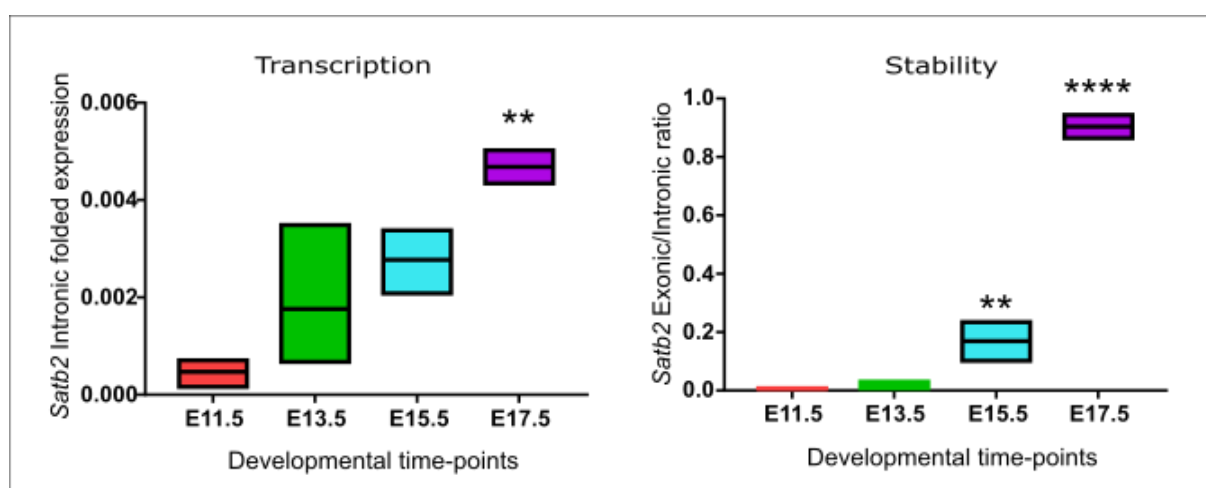 Transcription
Satb2 Intronic folded expression
0.006
0.004
0.002
0.000
**
E11.5 E13.5 E15.5 E17.5
Developmental time-points
Stability
Satb2 Exonic/Intronic ratio
1.0
0.8
0.6
0.4
0.2
0.0
****
**
E11.5 E13.5 E15.5 E17.5
Developmental time-points